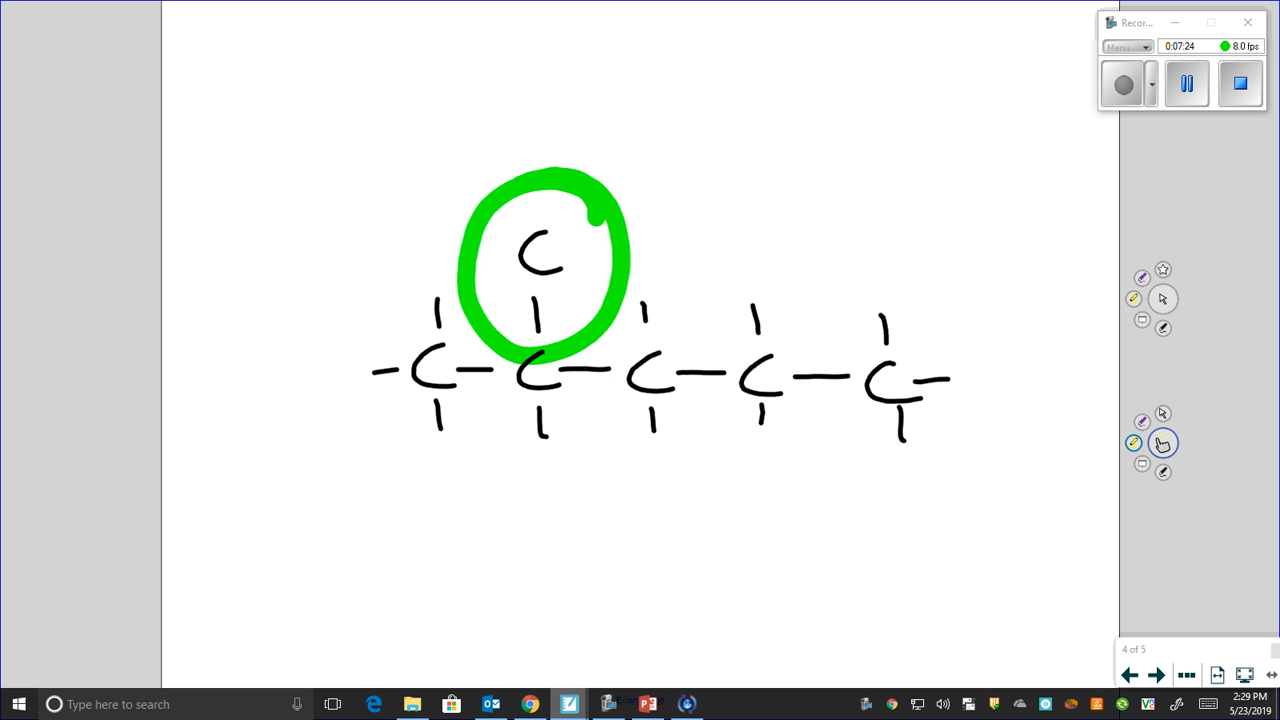 Recor...
Menu
0:07:24 8.0 fps
C
– C – C – C – C – C –
4 of 5
Type here to search
2:29 PM
5/23/2019